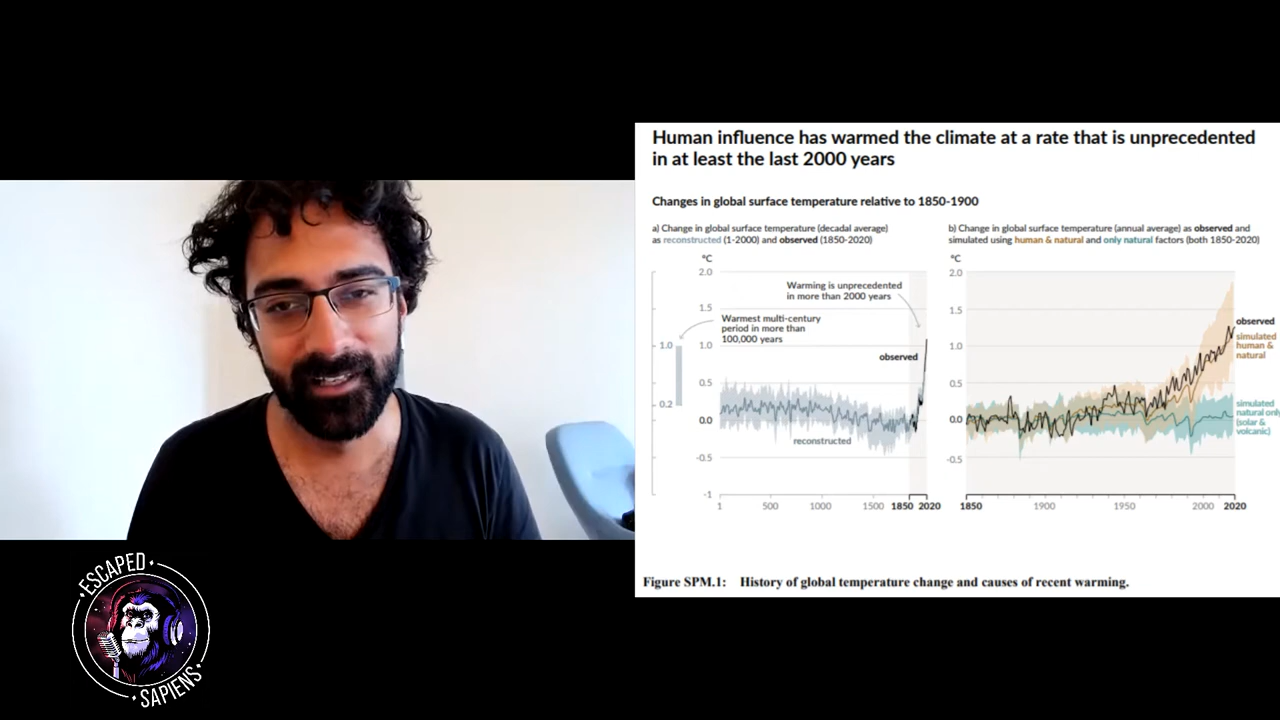 Human influence has warmed the climate at a rate that is unprecedented
in at least the last 2000 years
Changes in global surface temperature relative to 1850-1900
a) Change in global surface temperature (decadal average)
as reconstructed (1-2000) and observed (1850-2020)
°C
2.0
1.5
1.0
0.5
0.0
-0.5
-1
1.0
0.2
Warming is unprecedented
in more than 2000 years
Warmest multi-century
period in more than
100,000 years
observed
reconstructed
1
500
1000
1500
1850
2020
b) Change in global surface temperature (annual average) as observed and
simulated using human & natural and only natural factors (both 1850-2020)
°C
2.0
1.5
1.0
0.5
0.0
-0.5
observed
simulated
human &
natural
simulated
natural only
(solar &
volcanic)
1850
1900
1950
2000
2020
Figure SPM.1: History of global temperature change and causes of recent warming.
ESCAPED
SAPIENS